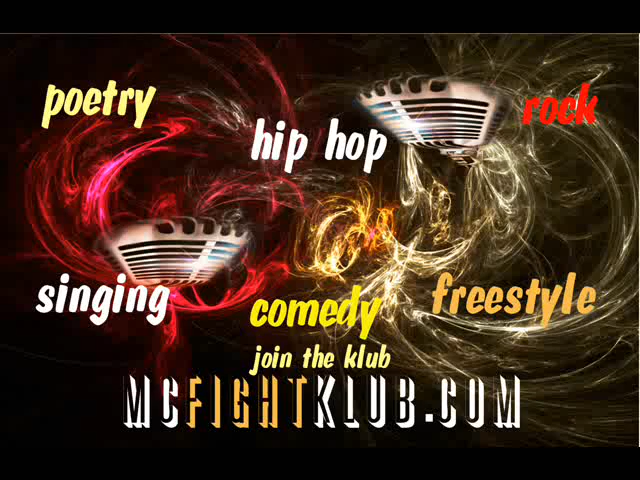 poetry
hip hop
rock
singing
comedy
freestyle
join the klub
MCFIGHTKLUB.COM